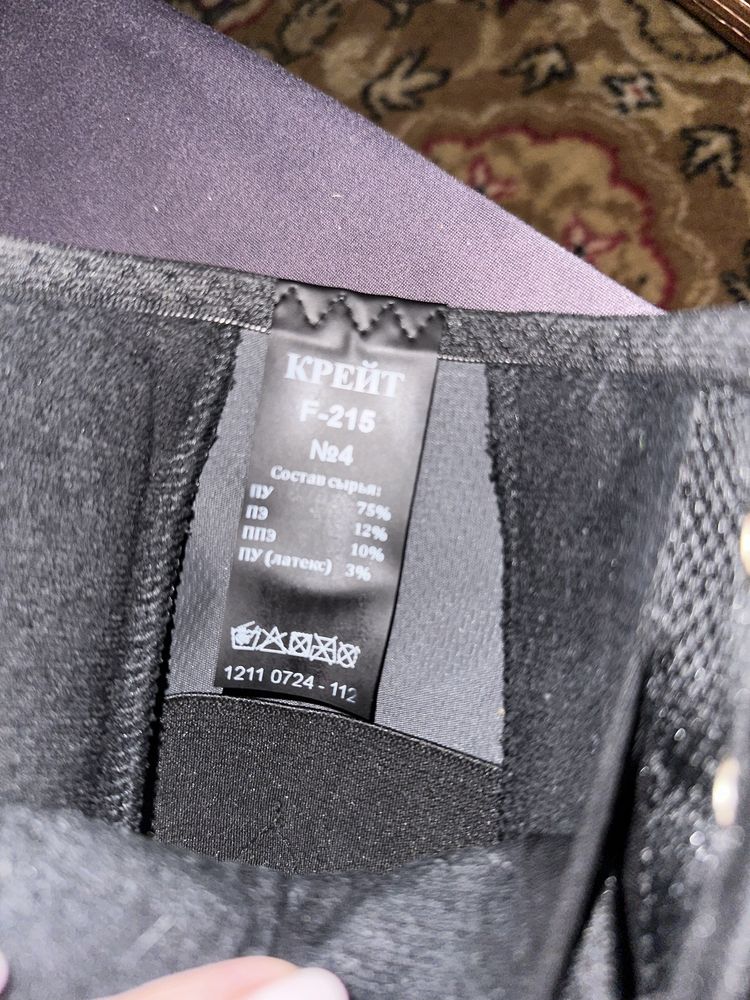 КРЕЙТ
F-215
№4
Состав сырья:
ПУ 75%
ПЭ 12%
ППЭ 10%
ПУ (латекс) 3%
1211 0724 - 112